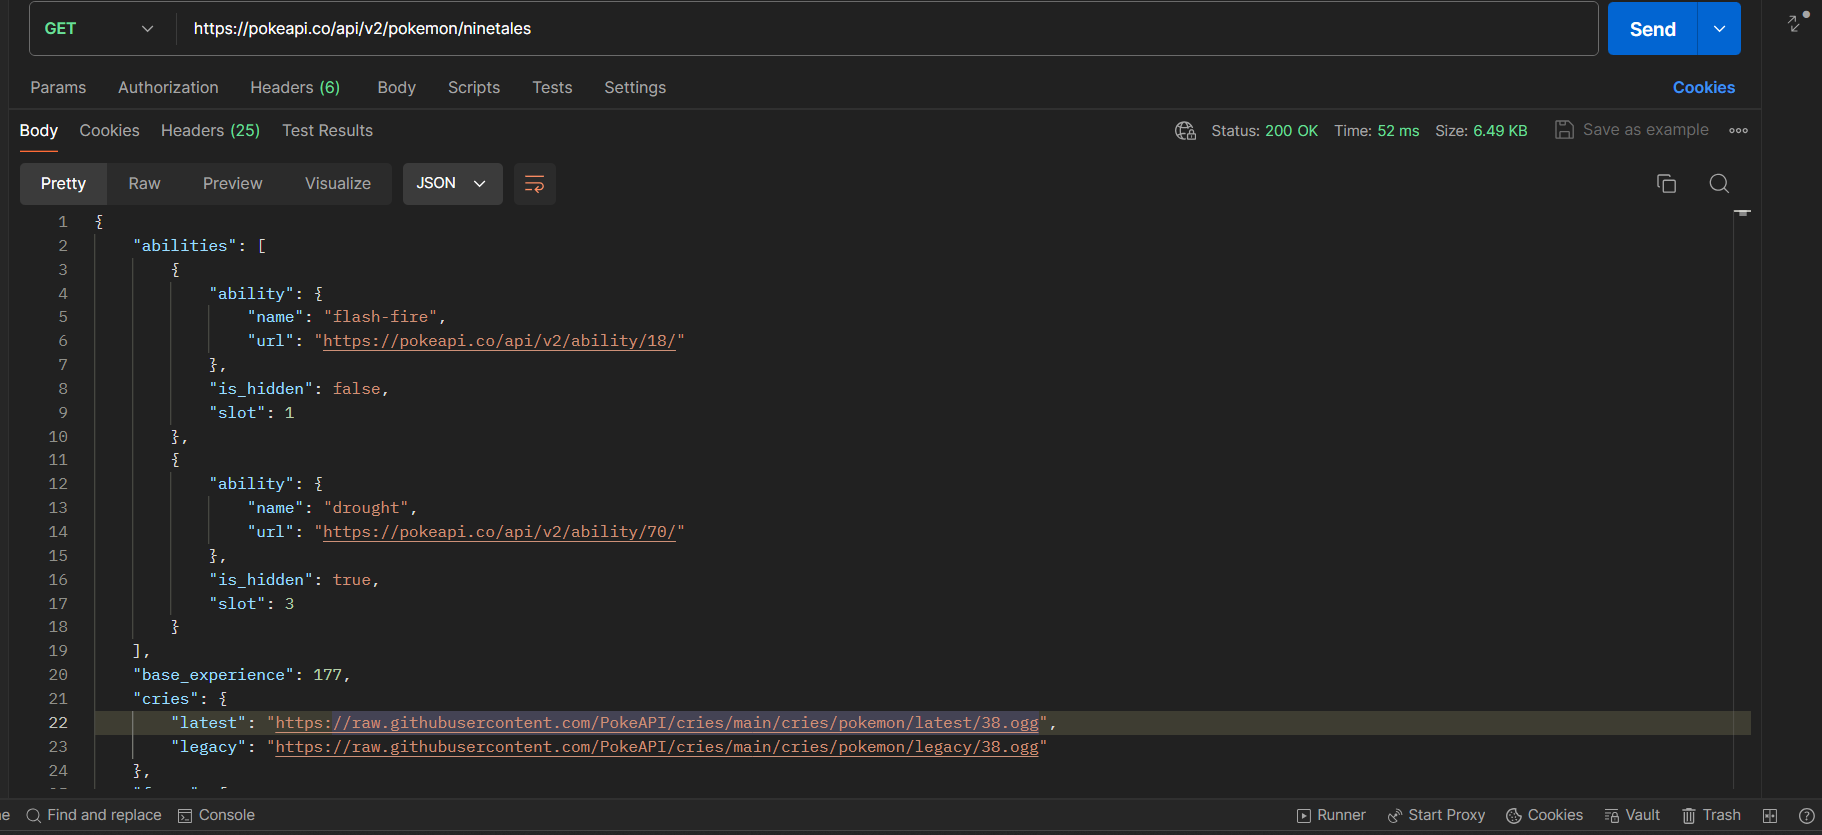 GET https://pokeapi.co/api/v2/pokemon/ninetales Send
Params Authorization Headers (6) Body Scripts Tests Settings Cookies
Body Cookies Headers (25) Test Results Status: 200 OK Time: 52 ms Size: 6.49 KB Save as example
Pretty Raw Preview Visualize JSON
1 {
2 "abilities": [
3 {
4 "ability": {
5 "name": "flash-fire",
6 "url": "https://pokeapi.co/api/v2/ability/18/"
7 },
8 "is_hidden": false,
9 "slot": 1
10 },
11 {
12 "ability": {
13 "name": "drought",
14 "url": "https://pokeapi.co/api/v2/ability/70/"
15 },
16 "is_hidden": true,
17 "slot": 3
18 }
19 ],
20 "base_experience": 177,
21 "cries": {
22 "latest": "https://raw.githubusercontent.com/PokeAPI/cries/main/cries/pokemon/latest/38.ogg",
23 "legacy": "https://raw.githubusercontent.com/PokeAPI/cries/main/cries/pokemon/legacy/38.ogg"
24 },
Find and replace Console Runner Start Proxy Cookies Vault Trash